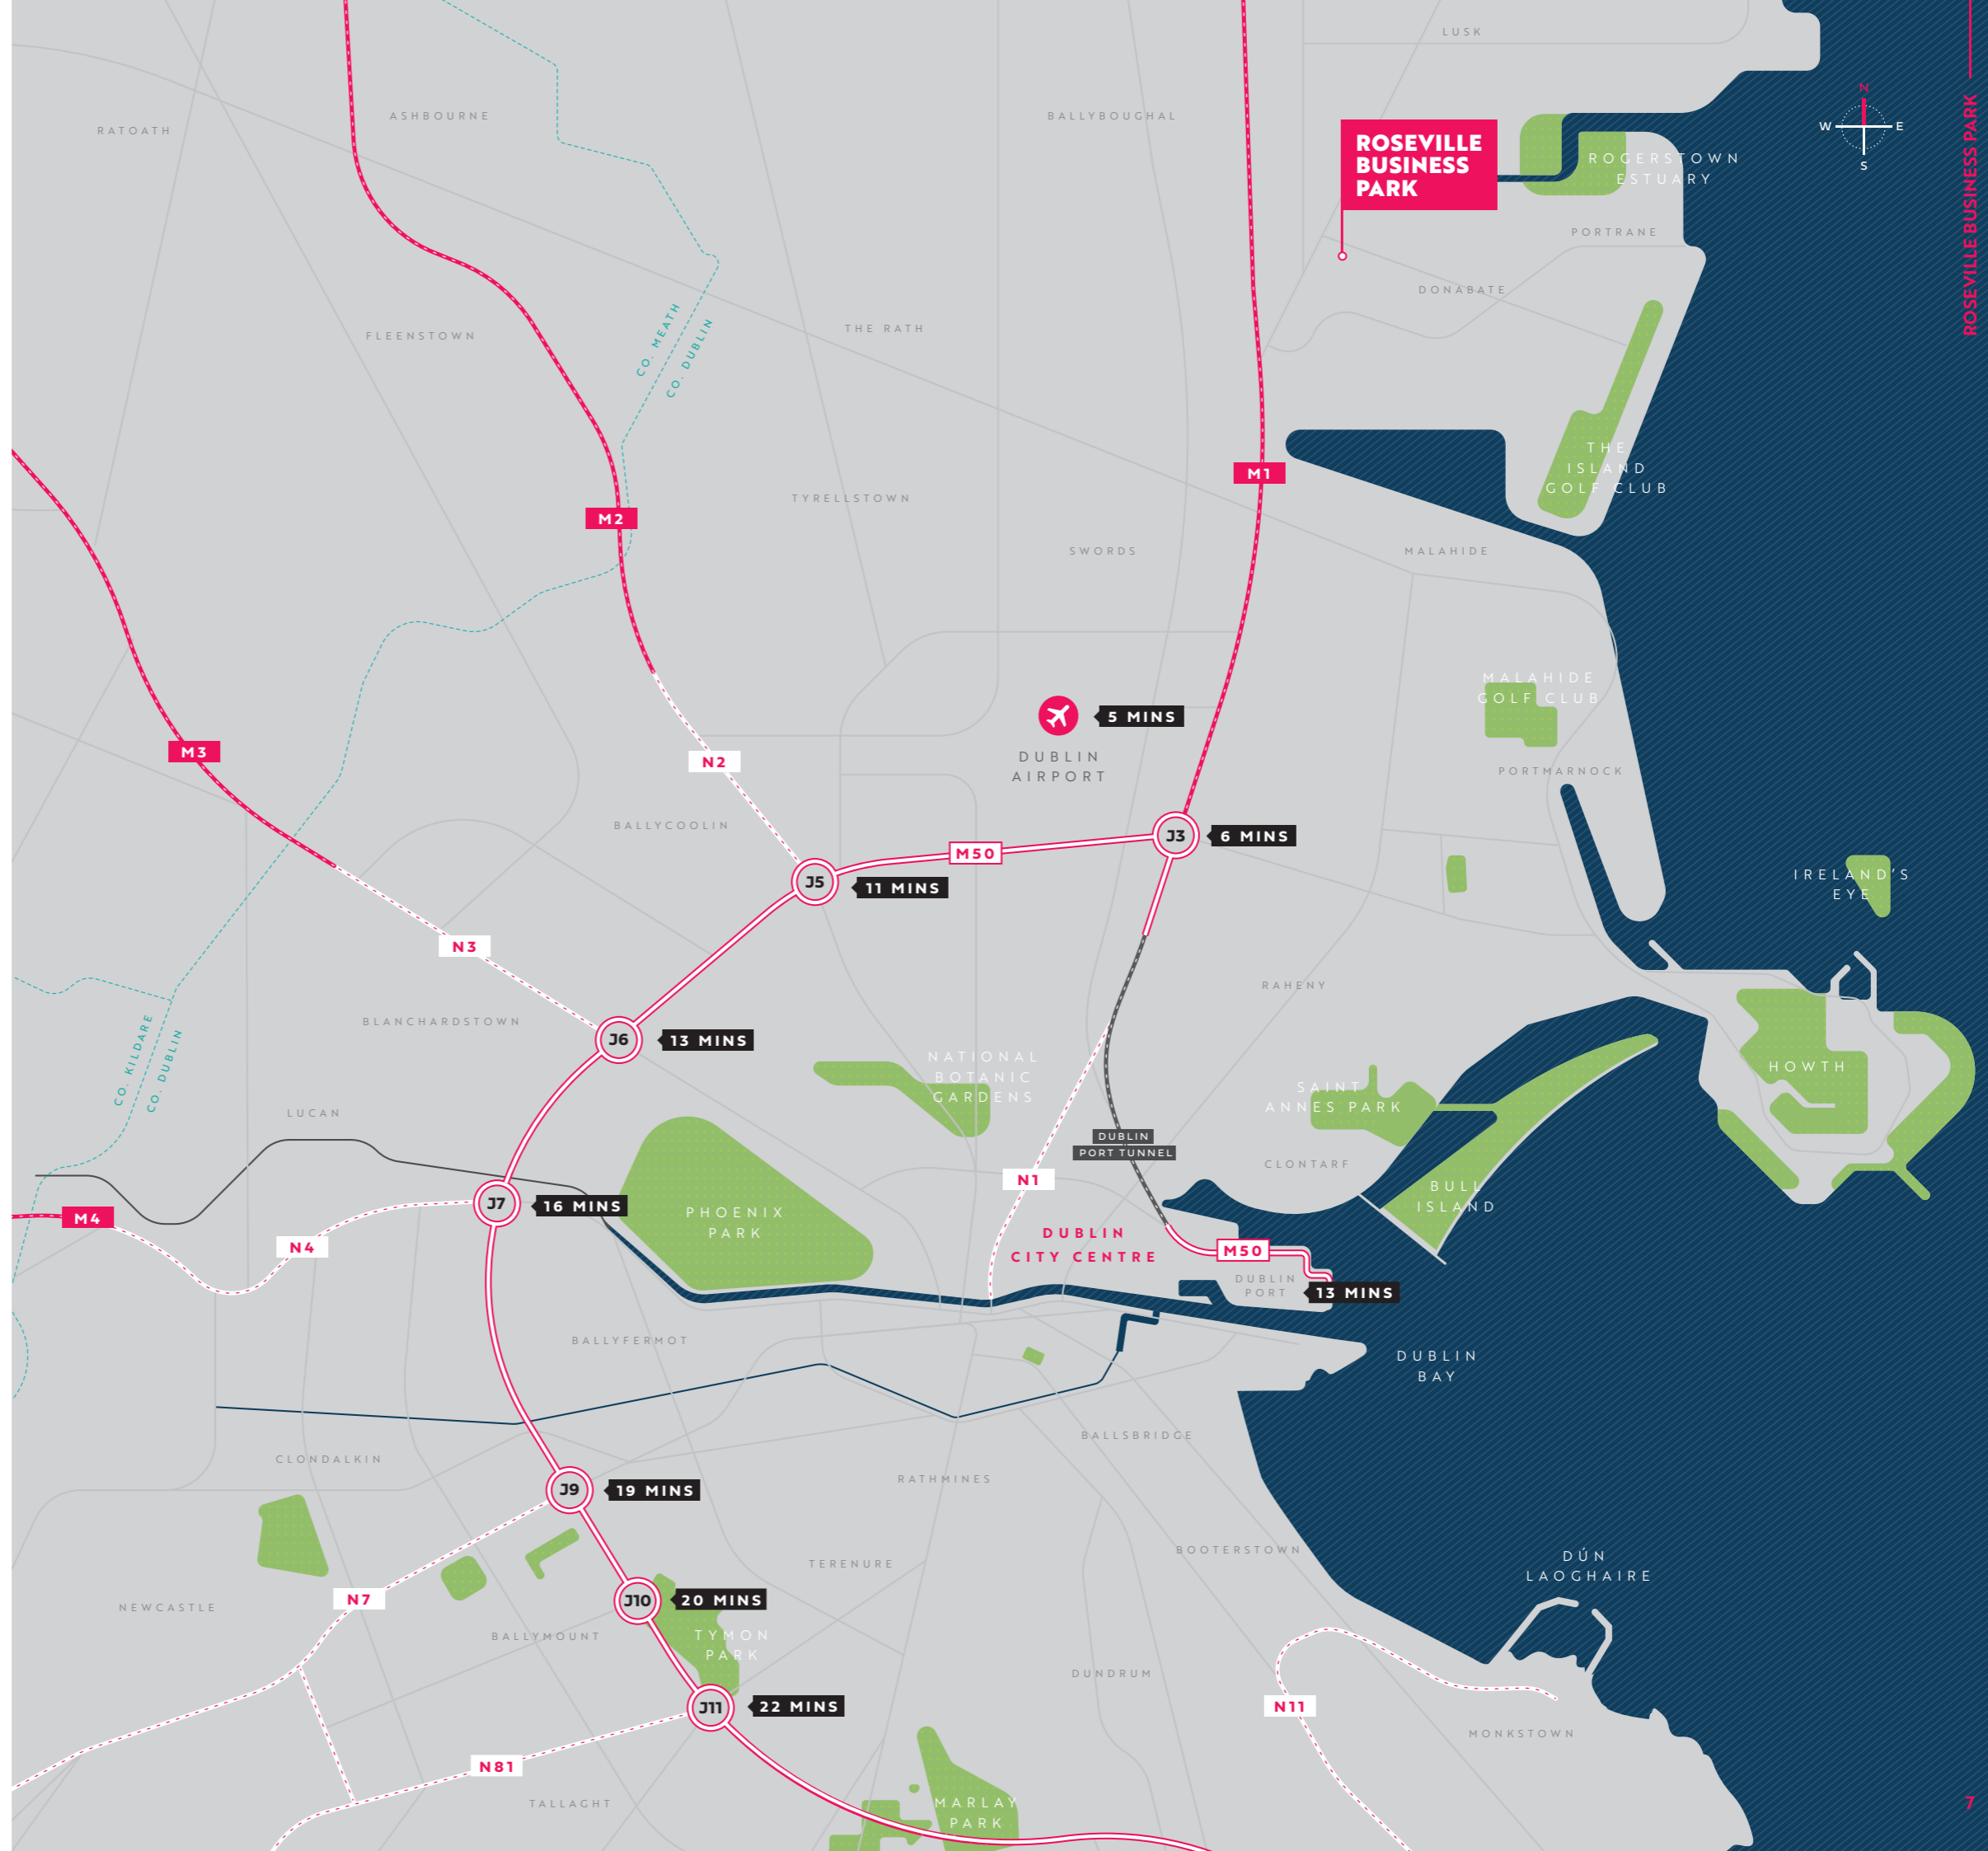 LUSK
ROSEVILLE BUSINESS PARK
N
W E
S
ASHBOURNE
BALLYBOUGHAL
RATOATH
ROSEVILLE
BUSINESS
PARK
ROGERSTOWN
ESTUARY
PORTRANE
DONABATE
CO. MEATH
CO. DUBLIN
FLEENSTOWN
THE RATH
THE
ISLAND
GOLF CLUB
M1
TYRELLSTOWN
M2
SWORDS
MALAHIDE
MALAHIDE
GOLF CLUB
5 MINS
M3
N2
DUBLIN
AIRPORT
PORTMARNOCK
BALLYCOOLIN
J3
6 MINS
M50
J5
11 MINS
IRELAND'S
EYE
N3
RAHENY
BLANCHARDSTOWN
J6
13 MINS
CO. KILDARE
CO. DUBLIN
NATIONAL
BOTANIC
GARDENS
HOWTH
SAINT
ANNES PARK
LUCAN
DUBLIN
PORT TUNNEL
CLONTARF
N1
BULL
ISLAND
J7
16 MINS
PHOENIX
PARK
M4
N4
DUBLIN
CITY CENTRE
M50
DUBLIN
PORT
13 MINS
BALLYFERMOT
DUBLIN
BAY
BALLSBRIDGE
CLONDALKIN
RATHMINES
J9
19 MINS
BOOTERSTOWN
TERENURE
DÚN
LAOGHAIRE
N7
NEWCASTLE
J10
20 MINS
BALLYMOUNT
TYMON
PARK
DUNDRUM
J11
22 MINS
N11
MONKSTOWN
N81
TALLAGHT
MARLAY
PARK
7